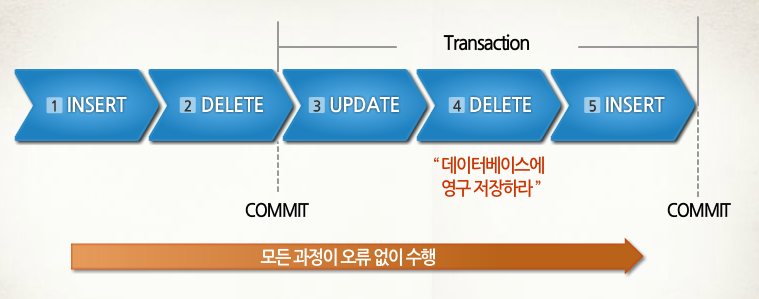 Transaction
1 INSERT
2 DELETE
3 UPDATE
4 DELETE
5 INSERT
“ 데이터베이스에
영구 저장하라 ”
COMMIT
COMMIT
모든 과정이 오류 없이 수행